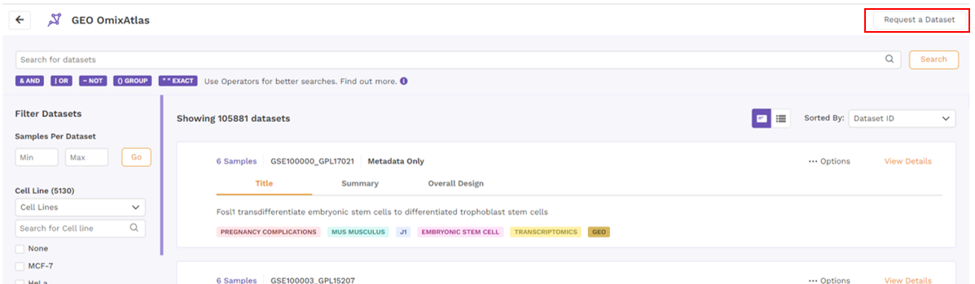 GEO OmixAtlas
Request a Dataset
Search for datasets
Search
& AND
| OR
~ NOT
() GROUP
" " EXACT
Use Operators for better searches. Find out more.
Filter Datasets
Samples Per Dataset
Min
Max
Go
Cell Line (5130)
Cell Lines
Search for Cell line
None
MCF-7
HeLa
Showing 105881 datasets
Sorted By:
Dataset ID
6 Samples
GSE100000_GPL17021
Metadata Only
Options
View Details
Title
Summary
Overall Design
Fosl1 transdifferentiate embryonic stem cells to differentiated trophoblast stem cells
PREGNANCY COMPLICATIONS
MUS MUSCULUS
J1
EMBRYONIC STEM CELL
TRANSCRIPTOMICS
GEO
6 Samples
GSE100003_GPL15207
Options
View Details